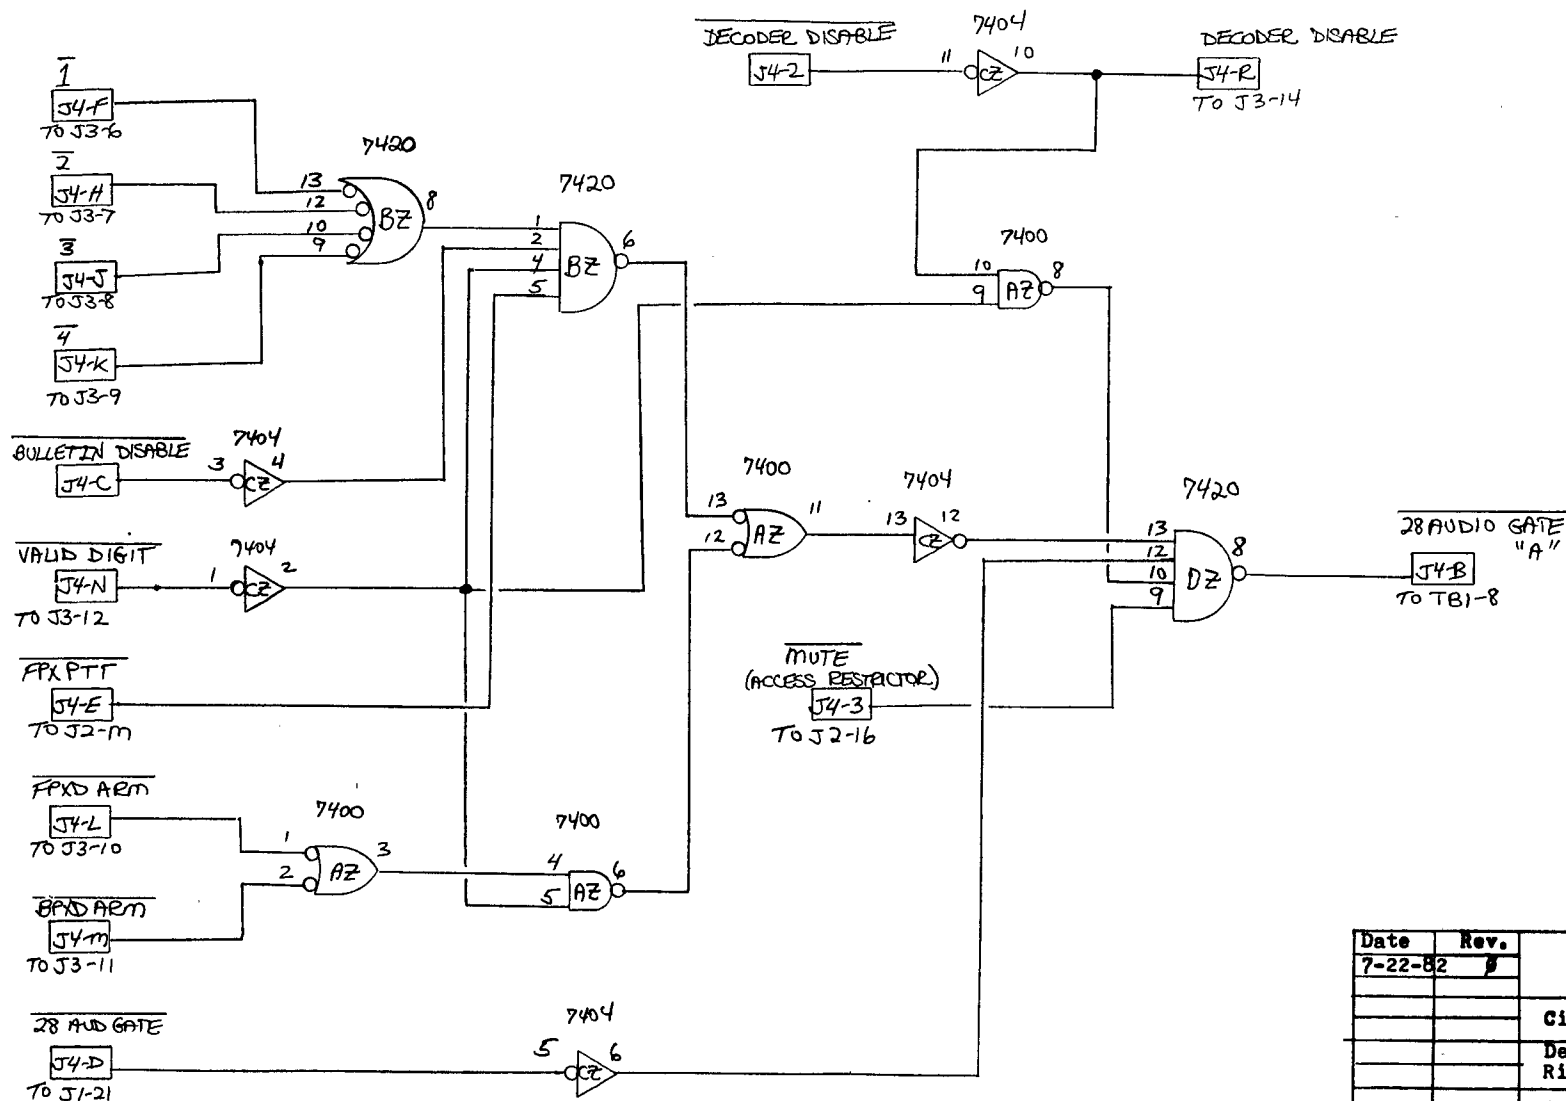 DECODER DISABLE
J4-2
11
7404
CZ
10
DECODER DISABLE
J4-R
TO J3-14
1
J4-F
TO J3-6
2
J4-H
TO J3-7
3
J4-J
TO J3-8
4
J4-K
TO J3-9
7420
13
12
10
9
BZ
8
7420
1
2
4
5
BZ
6
7400
10
9
AZ
8
BULLETIN DISABLE
J4-C
7404
3
CZ
4
VALID DIGIT
J4-N
TO J3-12
7404
1
CZ
2
7400
13
12
AZ
11
7404
13
CZ
12
7420
13
12
10
9
DZ
8
28 AUDIO GATE
"A"
J4-B
TO TB1-8
FPX PTT
J4-E
TO J2-M
MUTE
(ACCESS RESTRICTOR)
J4-3
TO J2-16
FPXD ARM
J4-L
TO J3-10
BPXD ARM
J4-M
TO J3-11
7400
1
2
AZ
3
7400
4
5
AZ
6
28 AUD GATE
J4-D
TO J1-21
7404
5
CZ
6
Date Rev.
7-22-82 0
Ci
De
Ri